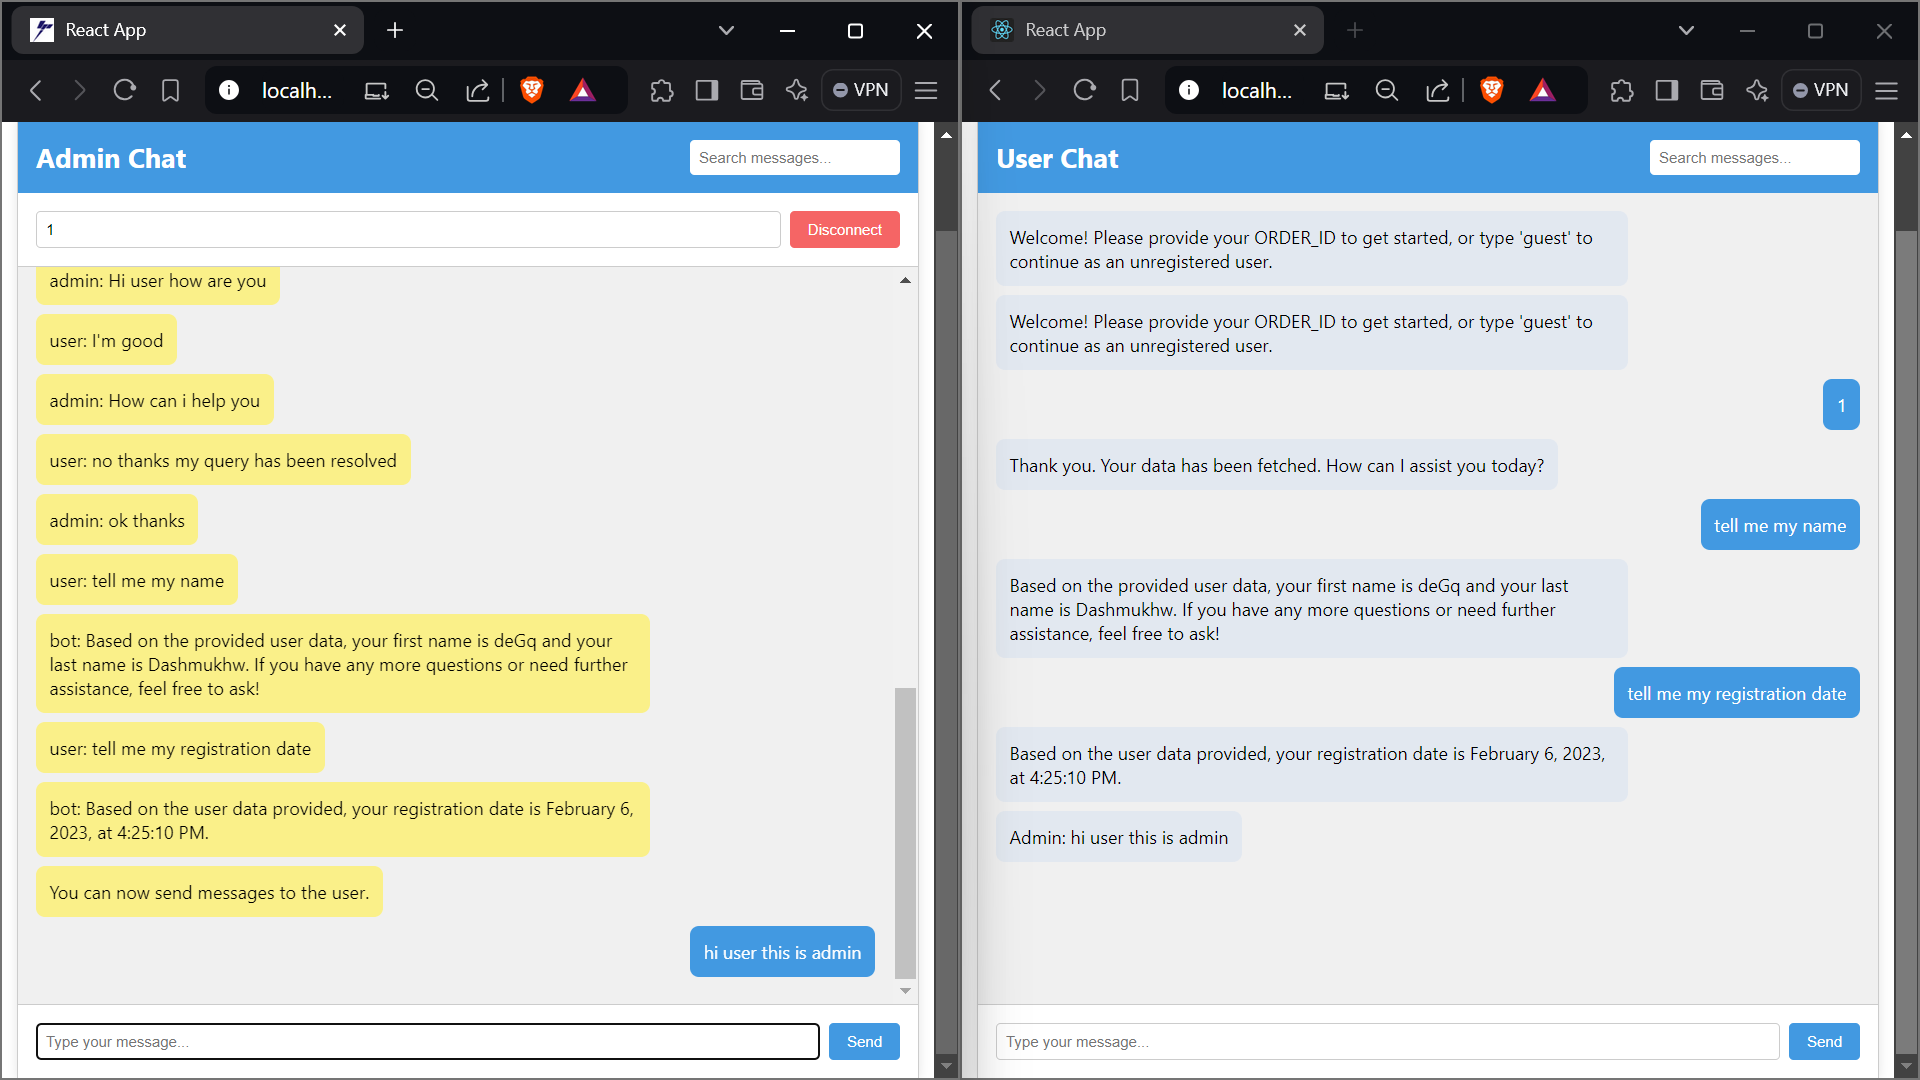 React App
localh...
VPN
Admin Chat
Search messages...
1
Disconnect
admin: Hi user how are you
user: I'm good
admin: How can i help you
user: no thanks my query has been resolved
admin: ok thanks
user: tell me my name
bot: Based on the provided user data, your first name is deGq and your
last name is Dashmukhw. If you have any more questions or need further
assistance, feel free to ask!
user: tell me my registration date
bot: Based on the user data provided, your registration date is February 6,
2023, at 4:25:10 PM.
You can now send messages to the user.
hi user this is admin
Type your message...
Send
React App
localh...
VPN
User Chat
Search messages...
Welcome! Please provide your ORDER_ID to get started, or type 'guest' to
continue as an unregistered user.
Welcome! Please provide your ORDER_ID to get started, or type 'guest' to
continue as an unregistered user.
1
Thank you. Your data has been fetched. How can I assist you today?
tell me my name
Based on the provided user data, your first name is deGq and your last
name is Dashmukhw. If you have any more questions or need further
assistance, feel free to ask!
tell me my registration date
Based on the user data provided, your registration date is February 6, 2023,
at 4:25:10 PM.
Admin: hi user this is admin
Type your message...
Send